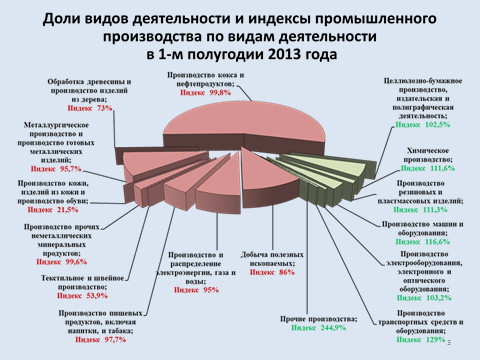 Доли видов деятельности и индексы промышленного
производства по видам деятельности
в 1-м полугодии 2013 года
Производство кокса и
нефтепродуктов;
Индекс 99,8%
Обработка древесины и
производство изделий
из дерева;
Индекс 73%
Металлургическое
производство и
производство готовых
металлических
изделий;
Индекс 95,7%
Производство кожи,
изделий из кожи и
производство обуви;
Индекс 21,5%
Производство прочих
неметаллических
минеральных
продуктов;
Индекс 99,6%
Текстильное и швейное
производство;
Индекс 53,9%
Производство пищевых
продуктов, включая
напитки, и табака;
Индекс 97,7%
Производство и
распределение
электроэнергии, газа и
воды;
Индекс 95%
Добыча полезных
ископаемых;
Индекс 86%
Прочие производства;
Индекс 244,9%
Целлюлозно-бумажное
производство,
издательская и
полиграфическая
деятельность;
Индекс 102,5%
Химическое
производство;
Индекс 111,6%
Производство
резиновых и
пластмассовых изделий;
Индекс 111,3%
Производство машин и
оборудования;
Индекс 116,6%
Производство
электрооборудования,
электронного и
оптического
оборудования;
Индекс 103,2%
Производство
транспортных средств и
оборудования;
Индекс 129%
3